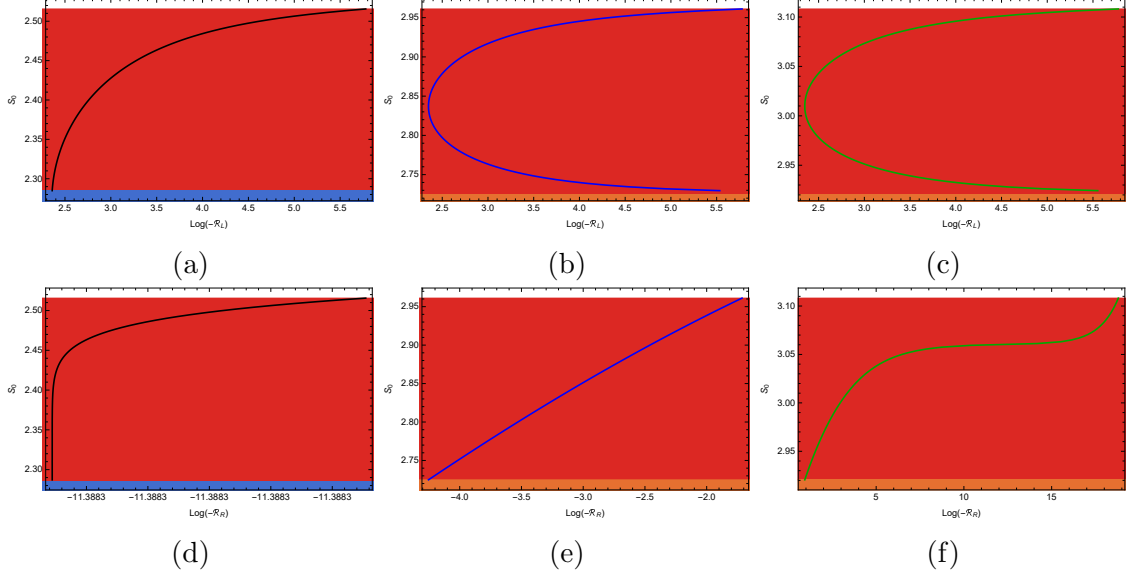 2.50
2.45
2.40
2.35
2.30
S₀
2.5 3.0 3.5 4.0 4.5 5.0 5.5
Log(-ℛ_L)
(a)
2.95
2.90
2.85
2.80
2.75
S₀
2.5 3.0 3.5 4.0 4.5 5.0 5.5
Log(-ℛ_L)
(b)
3.10
3.05
3.00
2.95
S₀
2.5 3.0 3.5 4.0 4.5 5.0 5.5
Log(-ℛ_L)
(c)
2.50
2.45
2.40
2.35
2.30
S₀
-11.3883 -11.3883 -11.3883 -11.3883 -11.3883
Log(-ℛ_R)
(d)
2.95
2.90
2.85
2.80
2.75
S₀
-4.0 -3.5 -3.0 -2.5 -2.0
Log(-ℛ_R)
(e)
3.10
3.05
3.00
2.95
S₀
5 10 15
Log(-ℛ_R)
(f)